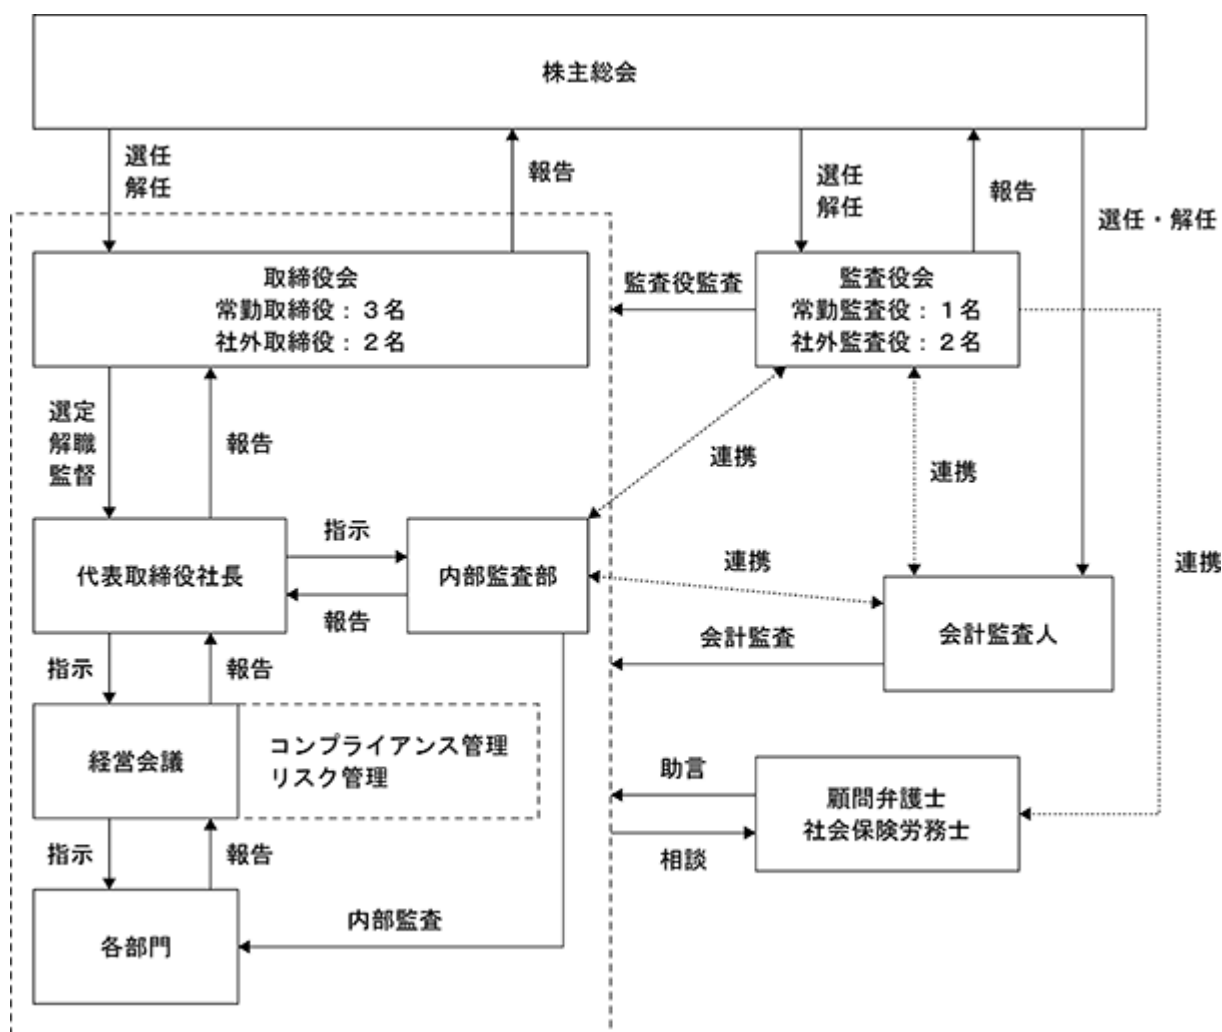 株主総会
選任
解任
報告
選任
解任
報告
選任・解任
取締役会
常勤取締役：３名
社外取締役：２名
監査役監査
監査役会
常勤監査役：１名
社外監査役：２名
選定
解職
監督
報告
連携
連携
連携
代表取締役社長
指示
報告
内部監査部
連携
会計監査人
会計監査
指示
報告
経営会議
コンプライアンス管理
リスク管理
助言
相談
顧問弁護士
社会保険労務士
指示
報告
各部門
内部監査